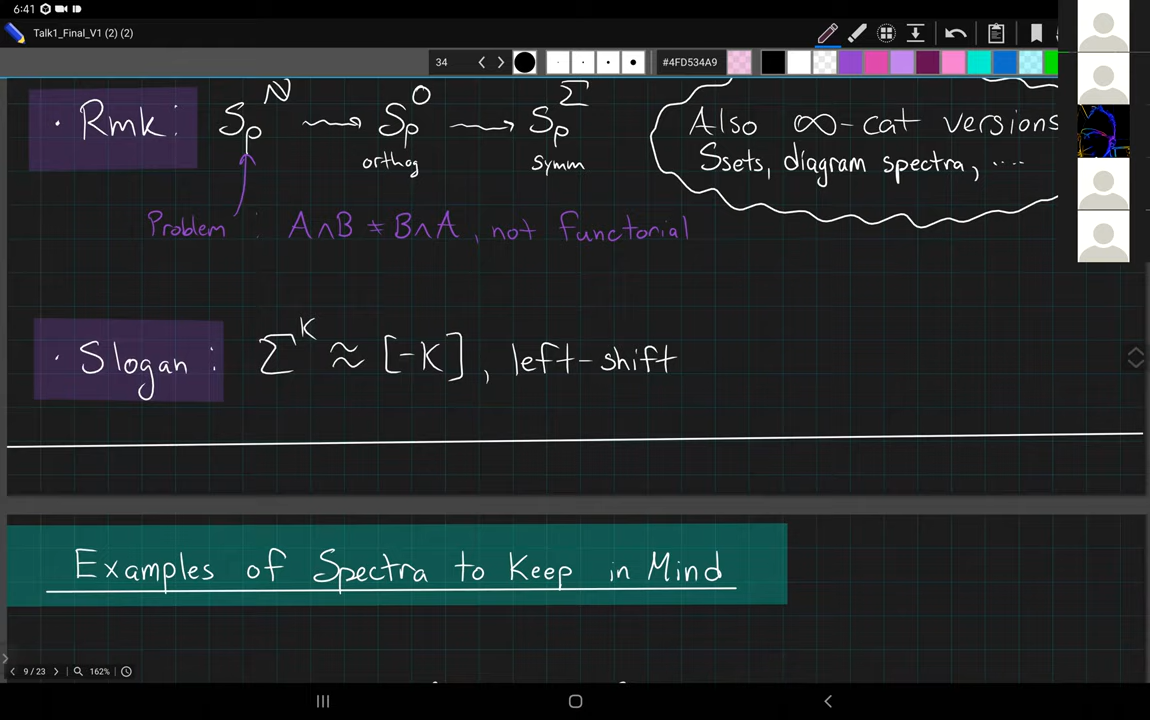 6:41
Talk1_Final_V1 (2) (2)
34
#4FD534A9
· Rmk: Sp^N ⇝ Sp^O ⇝ Sp^Σ
orthog symm
Also ∞-cat versions
Ssets, diagram spectra, ....
Problem : A∧B ≠ B∧A, not functorial
· Slogan: Σ^K ≈ [-K], left-shift
Examples of Spectra to Keep in Mind
9/23 162%